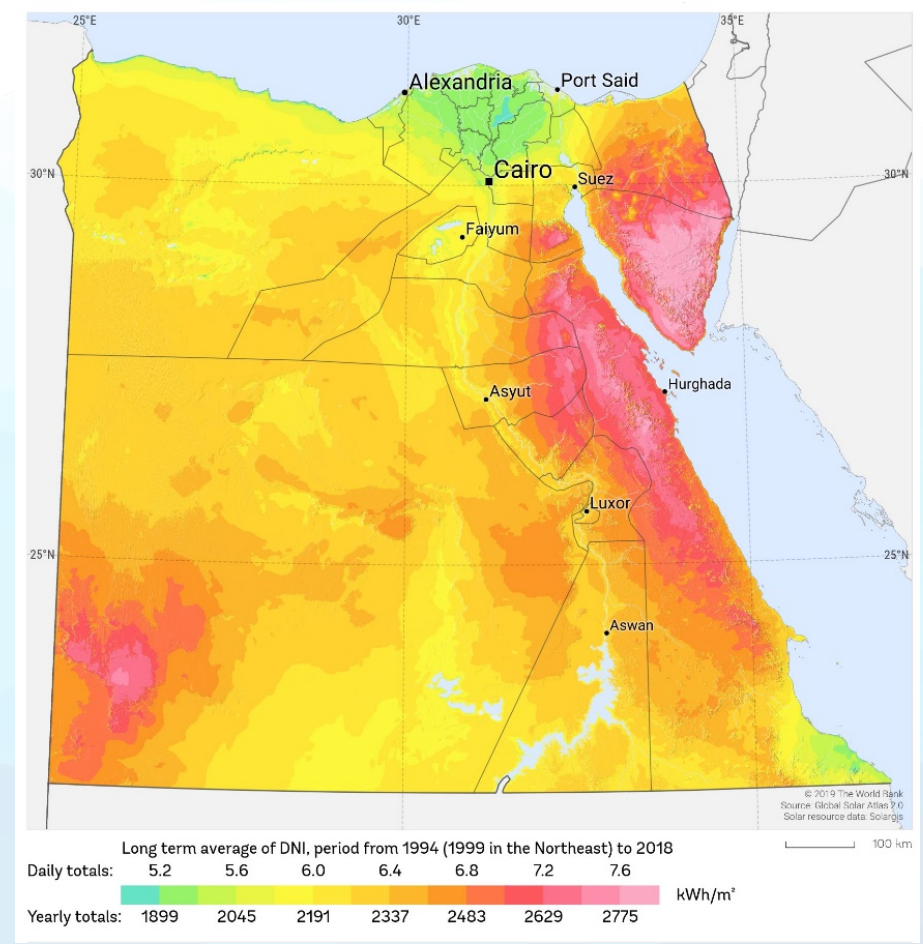 25°E 30°E 35°E
Alexandria
Port Said
30°N
Cairo
Suez
30°N
Faiyum
Hurghada
Asyut
Luxor
25°N
25°N
Aswan
© 2019 The World Bank
Source: Global Solar Atlas 2.0
Solar resource data: Solargis
100 km
Long term average of DNI, period from 1994 (1999 in the Northeast) to 2018
Daily totals: 5.2 5.6 6.0 6.4 6.8 7.2 7.6
kWh/m²
Yearly totals: 1899 2045 2191 2337 2483 2629 2775